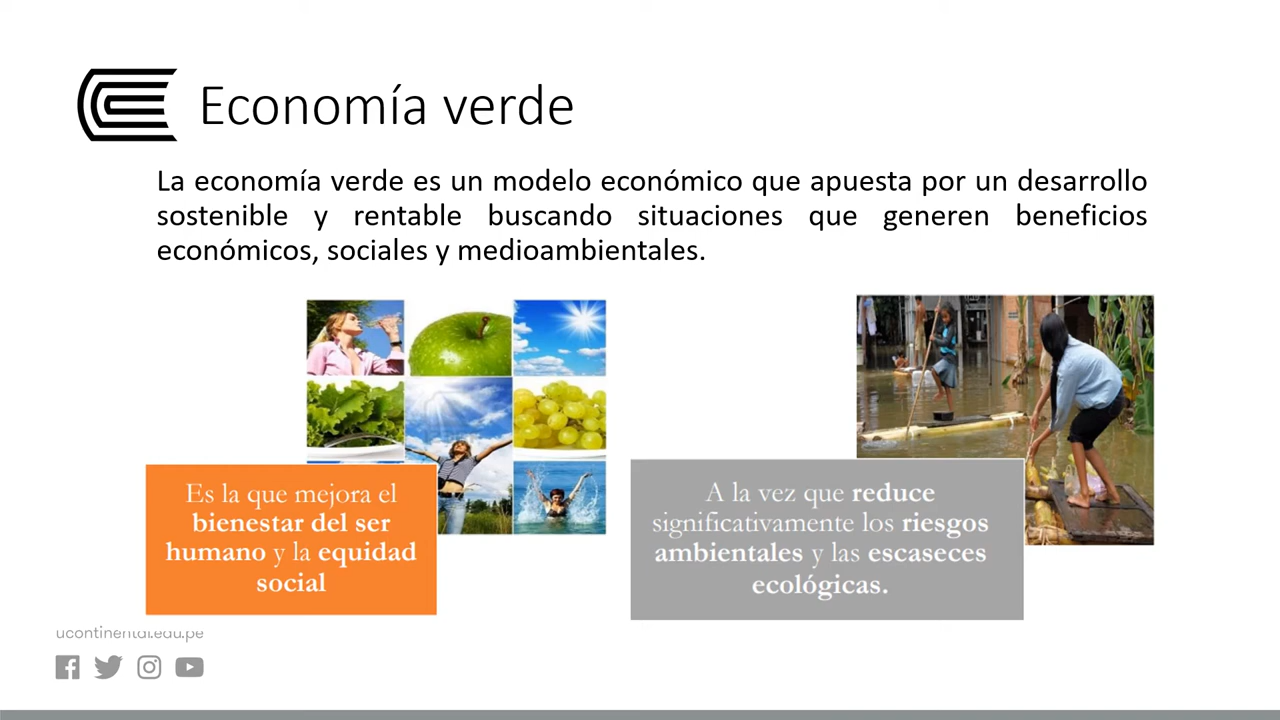 Economía verde
La economía verde es un modelo económico que apuesta por un desarrollo
sostenible y rentable buscando situaciones que generen beneficios
económicos, sociales y medioambientales.
Es la que mejora el
bienestar del ser
humano y la equidad
social
A la vez que reduce
significativamente los riesgos
ambientales y las escaseces
ecológicas.
ucontinental.edu.pe